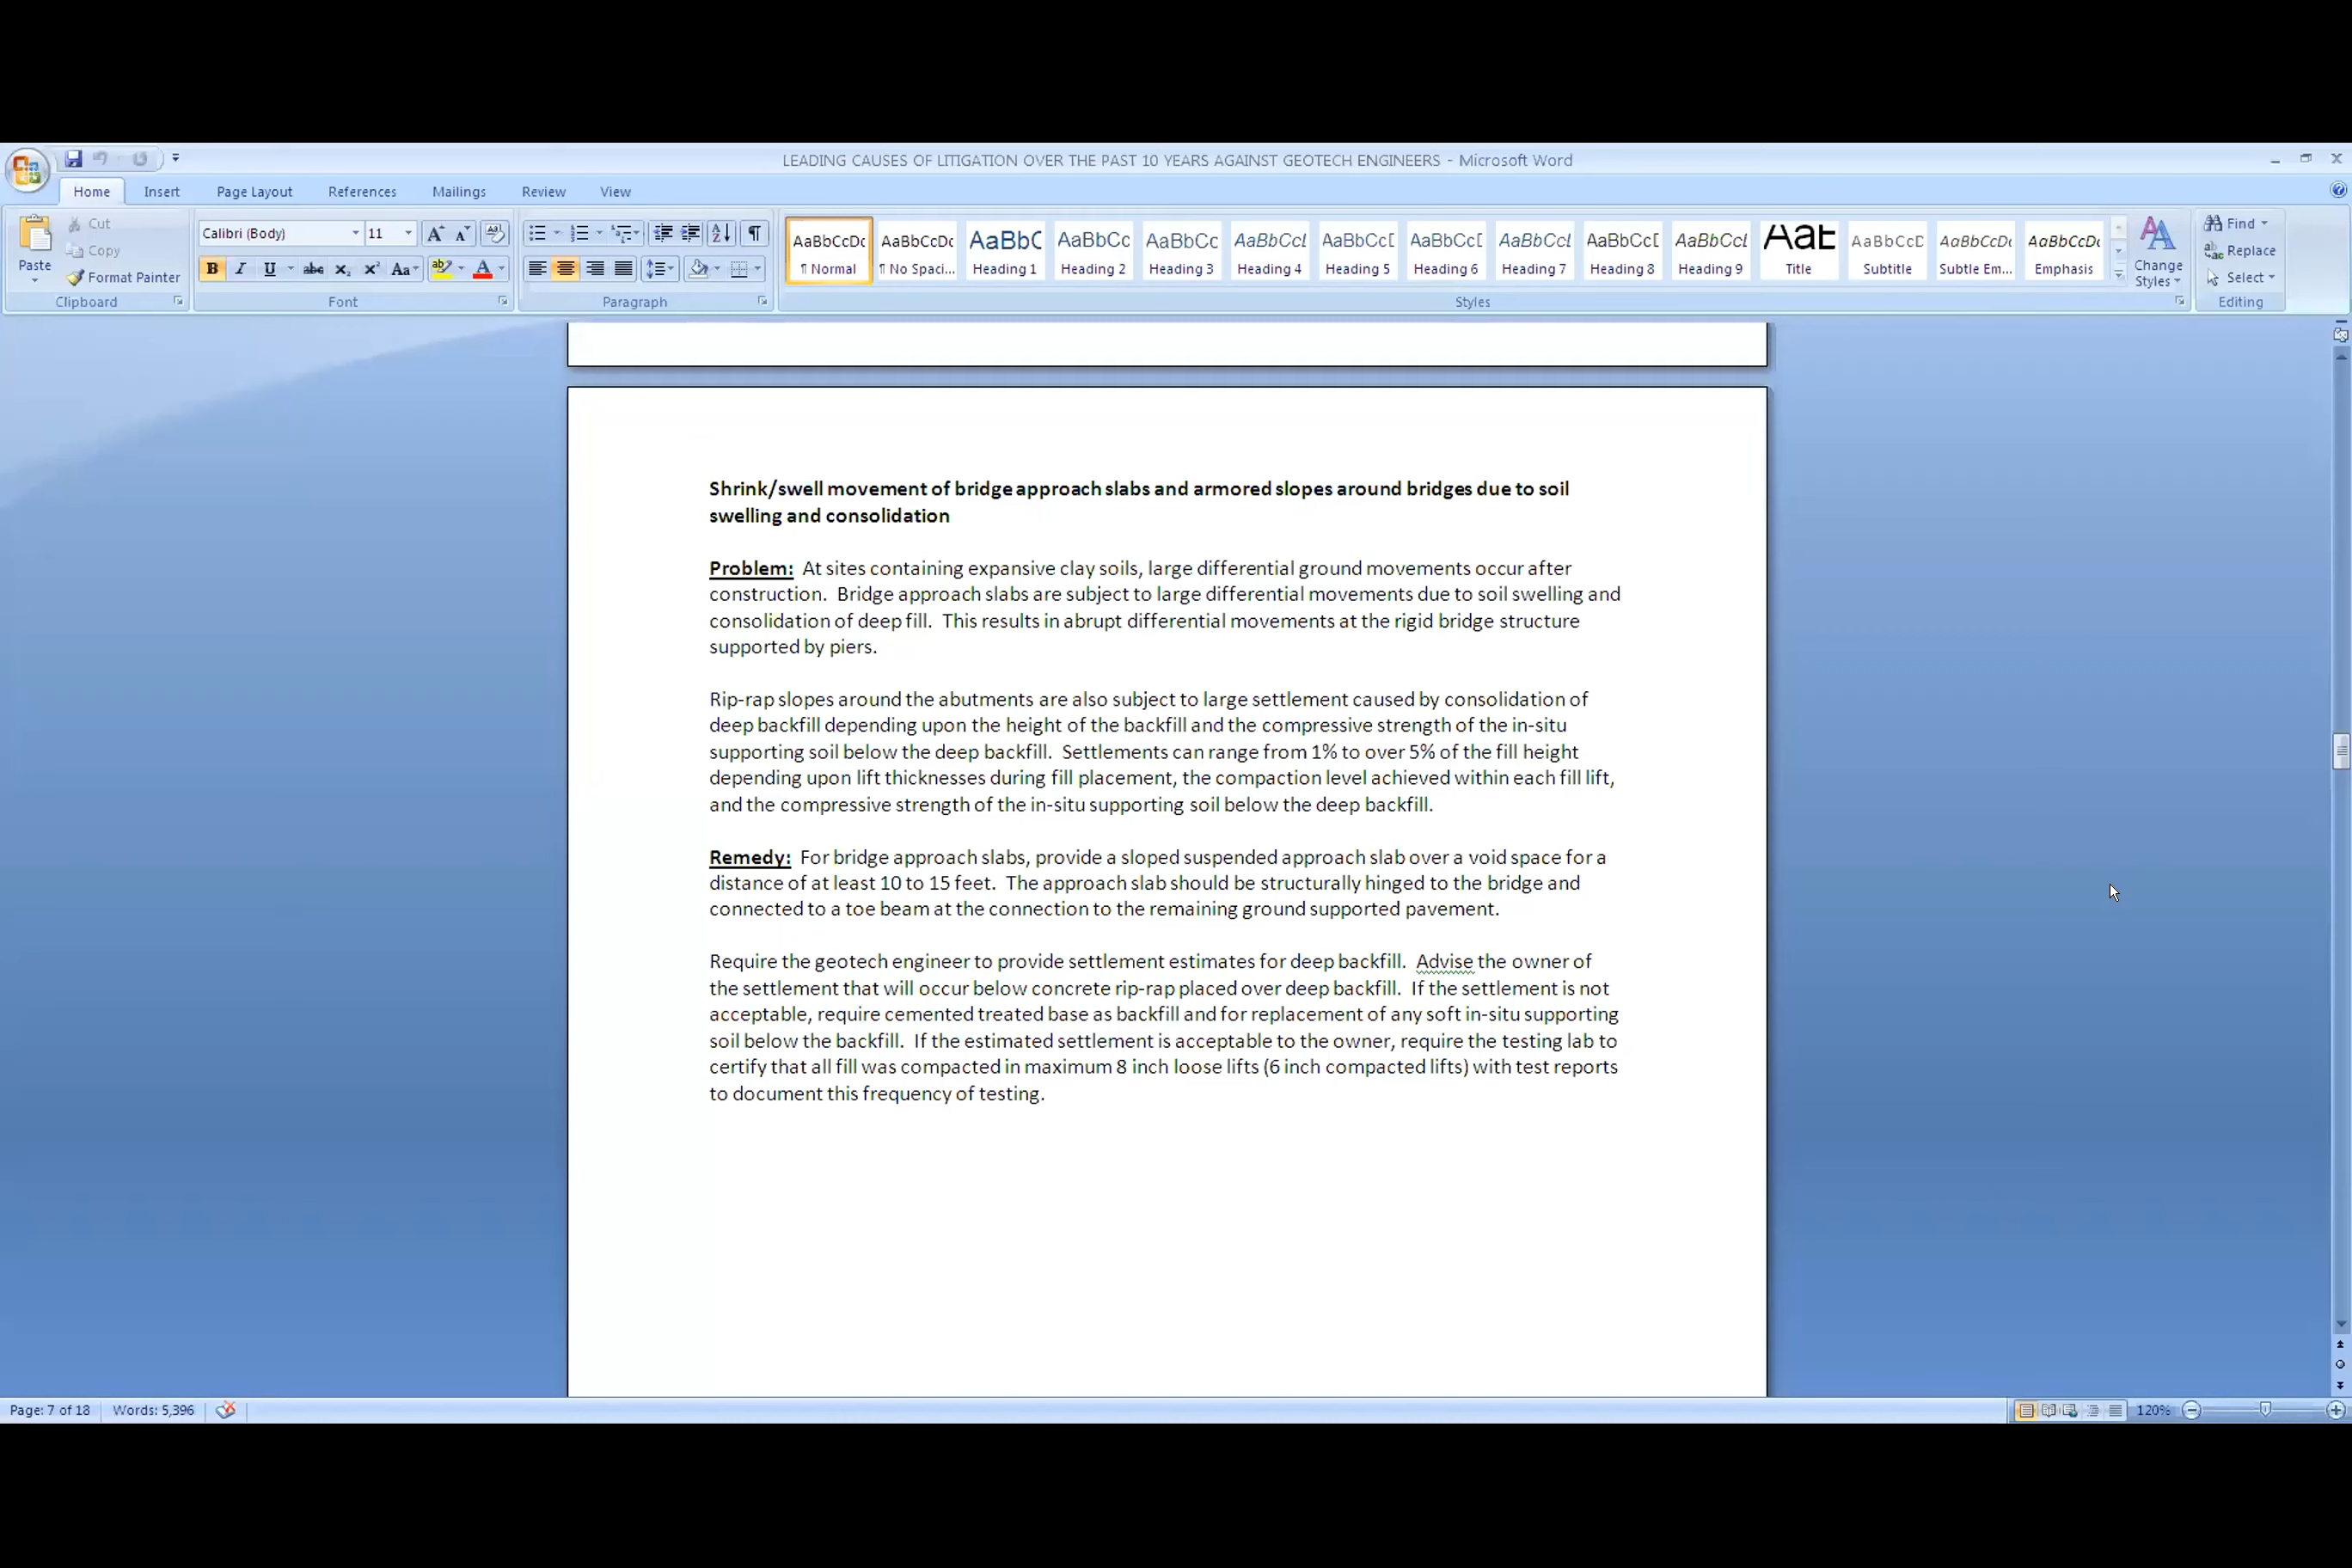 LEADING CAUSES OF LITIGATION OVER THE PAST 10 YEARS AGAINST GEOTECH ENGINEERS - Microsoft Word
Home Insert Page Layout References Mailings Review View
Paste
Cut
Copy
Format Painter
Clipboard
Calibri (Body) 11
Font
Paragraph
AaBbCcDc AaBbCcDc AaBbC AaBbCc AaBbCc AaBbCcI AaBbCcD AaBbCcD AaBbCcI AaBbCcD AaBbCcI AaB AaBbCcD AaBbCcDc AaBbCcDc
¶ Normal ¶ No Spaci... Heading 1 Heading 2 Heading 3 Heading 4 Heading 5 Heading 6 Heading 7 Heading 8 Heading 9 Title Subtitle Subtle Em... Emphasis
Styles
Change Styles
Find
Replace
Select
Editing
Shrink/swell movement of bridge approach slabs and armored slopes around bridges due to soil
swelling and consolidation
Problem: At sites containing expansive clay soils, large differential ground movements occur after
construction. Bridge approach slabs are subject to large differential movements due to soil swelling and
consolidation of deep fill. This results in abrupt differential movements at the rigid bridge structure
supported by piers.
Rip-rap slopes around the abutments are also subject to large settlement caused by consolidation of
deep backfill depending upon the height of the backfill and the compressive strength of the in-situ
supporting soil below the deep backfill. Settlements can range from 1% to over 5% of the fill height
depending upon lift thicknesses during fill placement, the compaction level achieved within each fill lift,
and the compressive strength of the in-situ supporting soil below the deep backfill.
Remedy: For bridge approach slabs, provide a sloped suspended approach slab over a void space for a
distance of at least 10 to 15 feet. The approach slab should be structurally hinged to the bridge and
connected to a toe beam at the connection to the remaining ground supported pavement.
Require the geotech engineer to provide settlement estimates for deep backfill. Advise the owner of
the settlement that will occur below concrete rip-rap placed over deep backfill. If the settlement is not
acceptable, require cemented treated base as backfill and for replacement of any soft in-situ supporting
soil below the backfill. If the estimated settlement is acceptable to the owner, require the testing lab to
certify that all fill was compacted in maximum 8 inch loose lifts (6 inch compacted lifts) with test reports
to document this frequency of testing.
Page: 7 of 18 Words: 5,396 120%